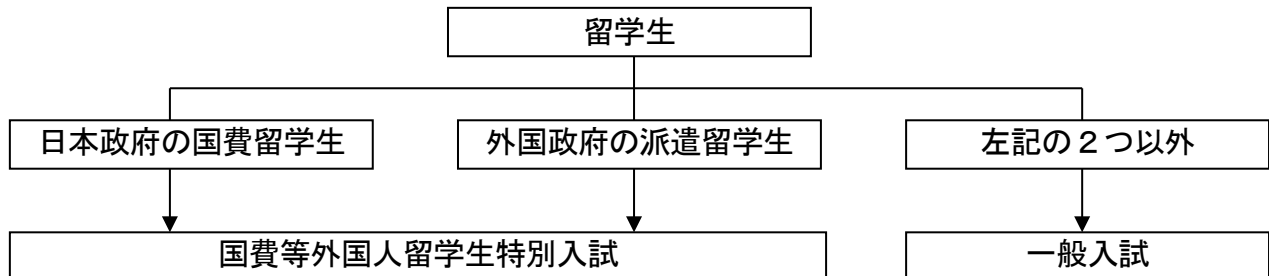 留学生
日本政府の国費留学生
外国政府の派遣留学生
左記の２つ以外
国費等外国人留学生特別入試
一般入試